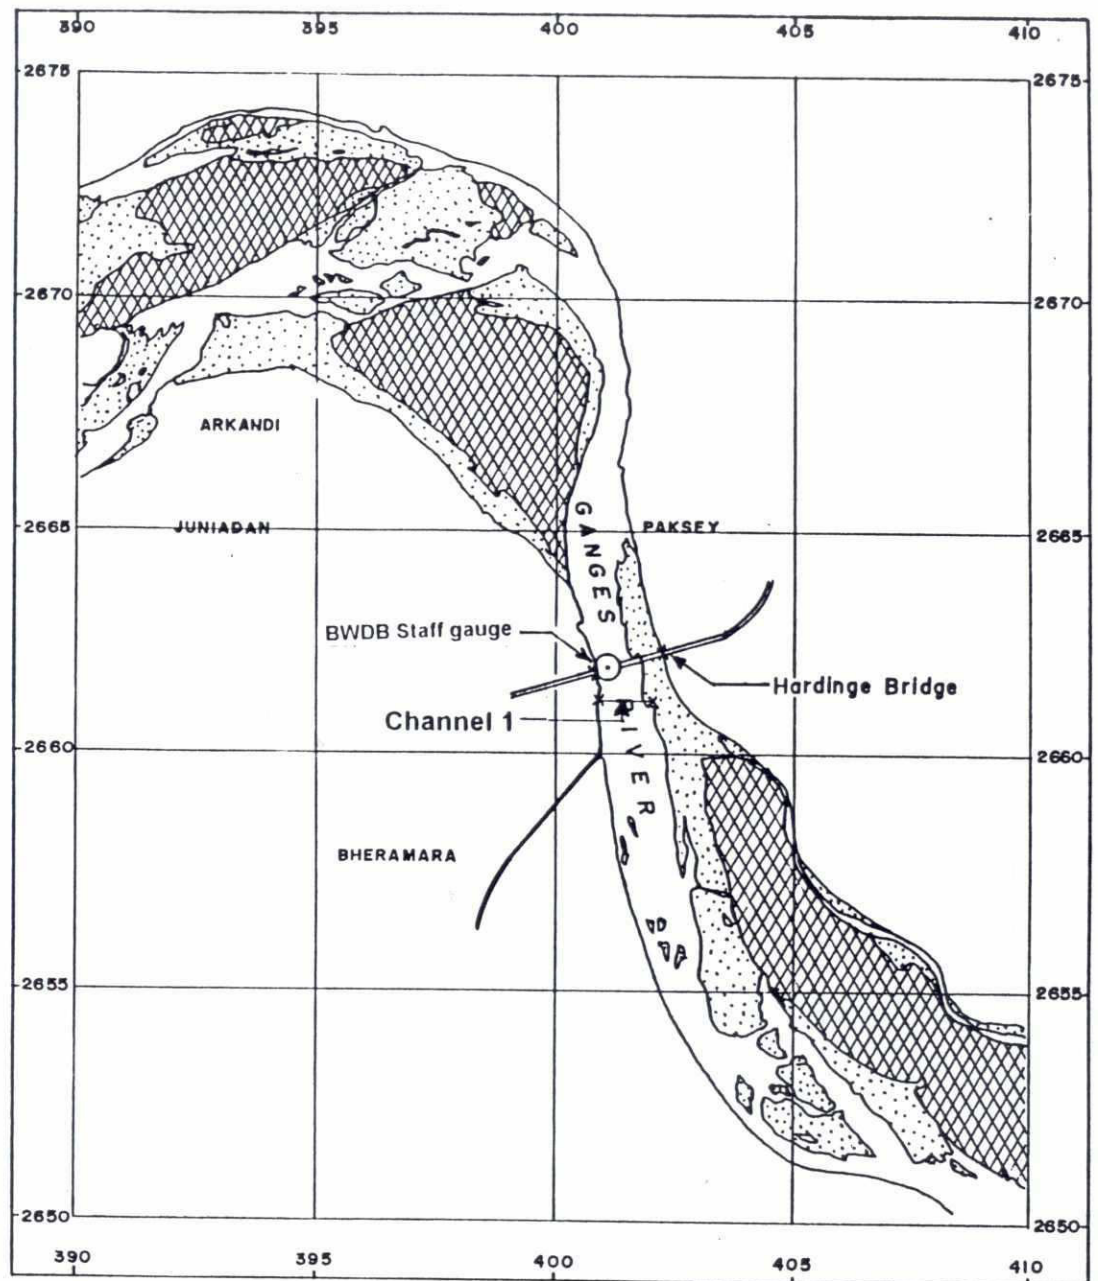 390 395 400 405 410
2675 2675
2670 2670
ARKANDI
GANGES
JUNIADAN
PAKSEY
2665 2665
BWDB Staff gauge
Hardinge Bridge
Channel 1
RIVER
2660 2660
BHERAMARA
2655 2655
2650 2650
390 395 400 405 410